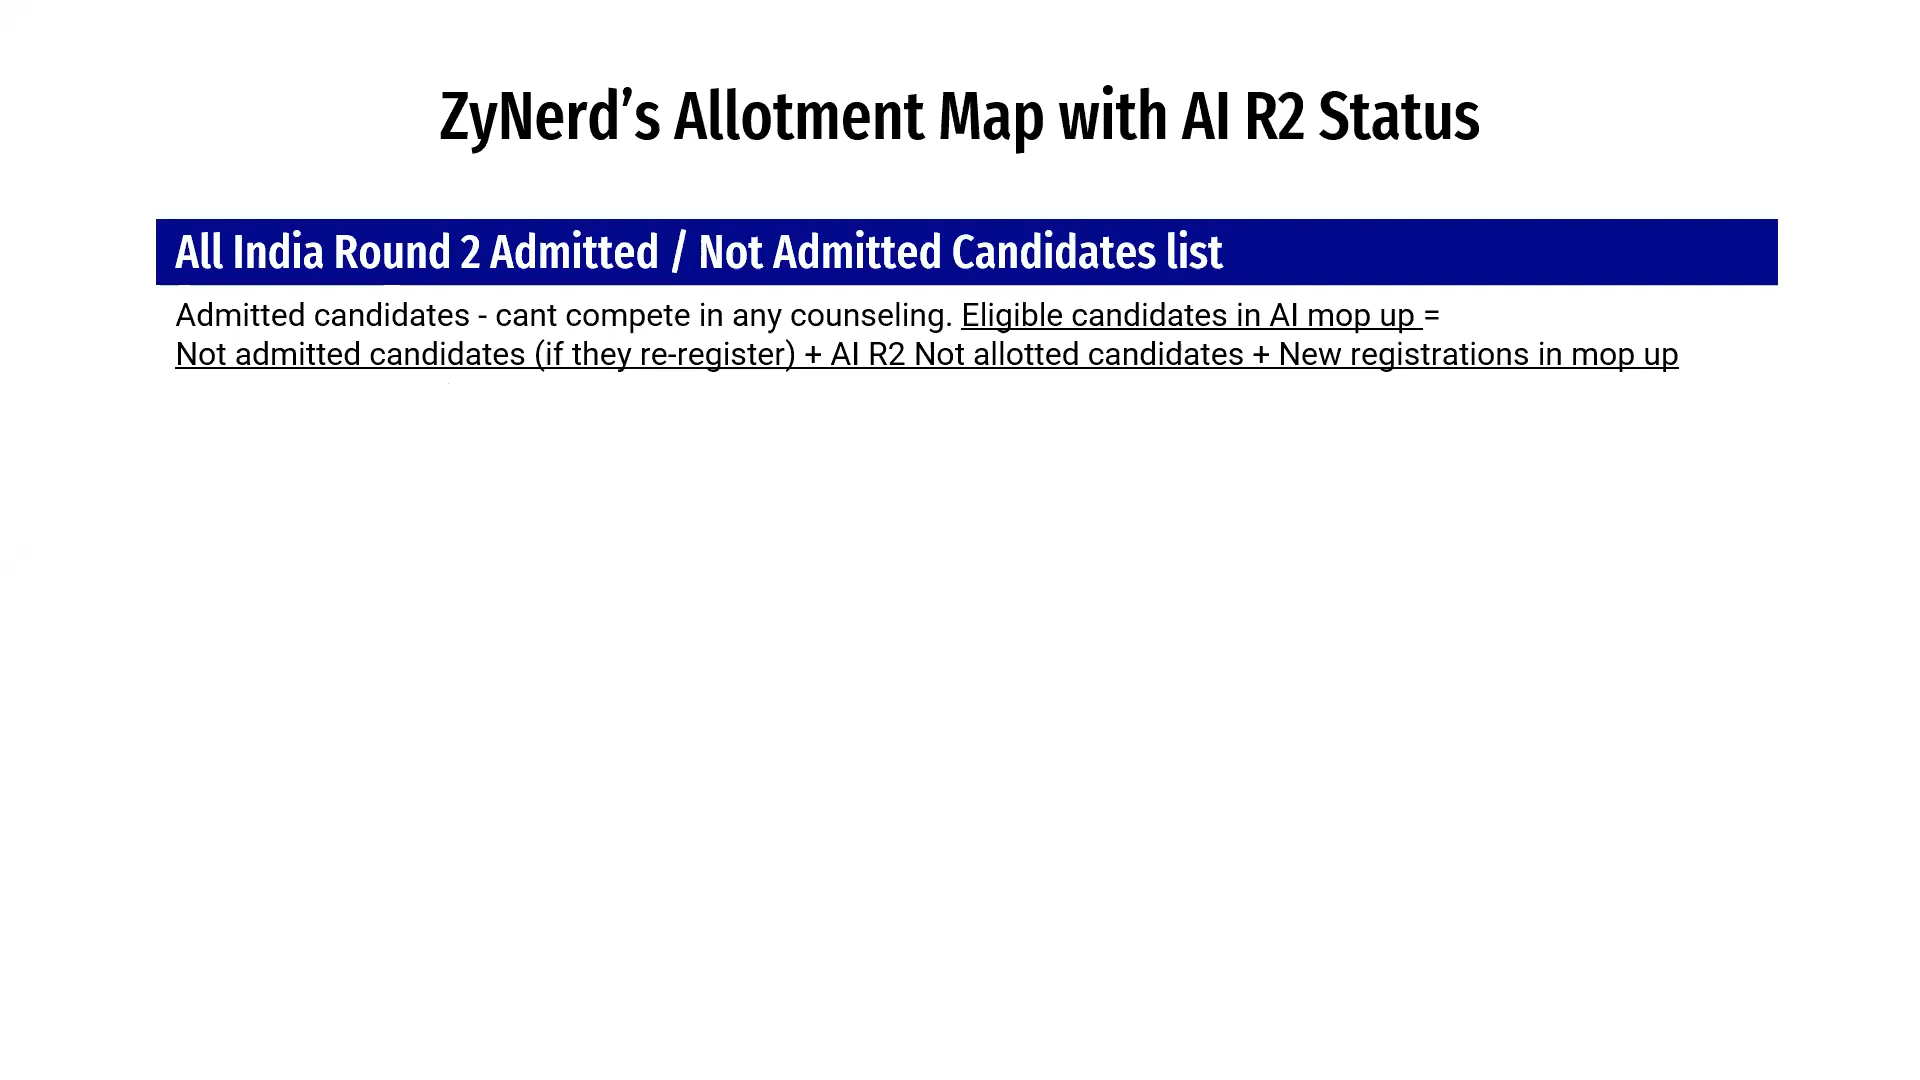 ZyNerd’s Allotment Map with AI R2 Status
All India Round 2 Admitted / Not Admitted Candidates list
Admitted candidates - cant compete in any counseling. Eligible candidates in AI mop up =
Not admitted candidates (if they re-register) + AI R2 Not allotted candidates + New registrations in mop up